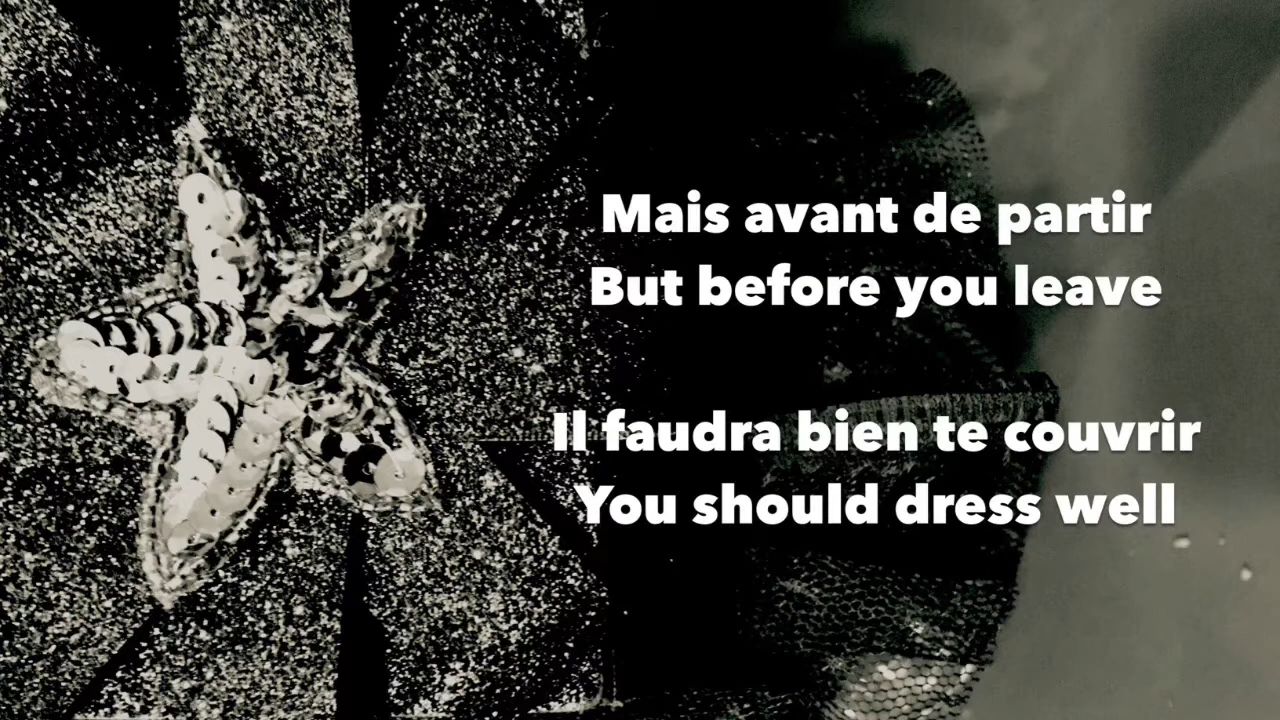 Mais avant de partir
But before you leave
Il faudra bien te couvrir
You should dress well